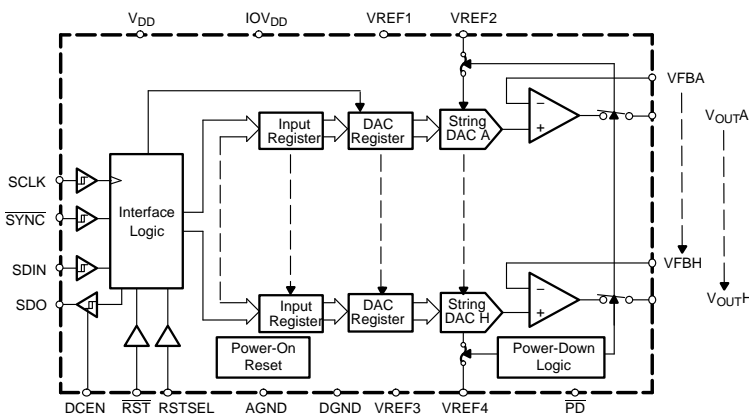 VDD IOVDD VREF1 VREF2
VFBA
Input
Register
DAC
Register
String
DAC A
−
+
VOUTA
SCLK
SYNC
Interface
Logic
SDIN
SDO
VFBH
VOUTH
Input
Register
DAC
Register
String
DAC H
−
+
Power-On
Reset
Power-Down
Logic
DCEN RST RSTSEL AGND DGND VREF3 VREF4 PD